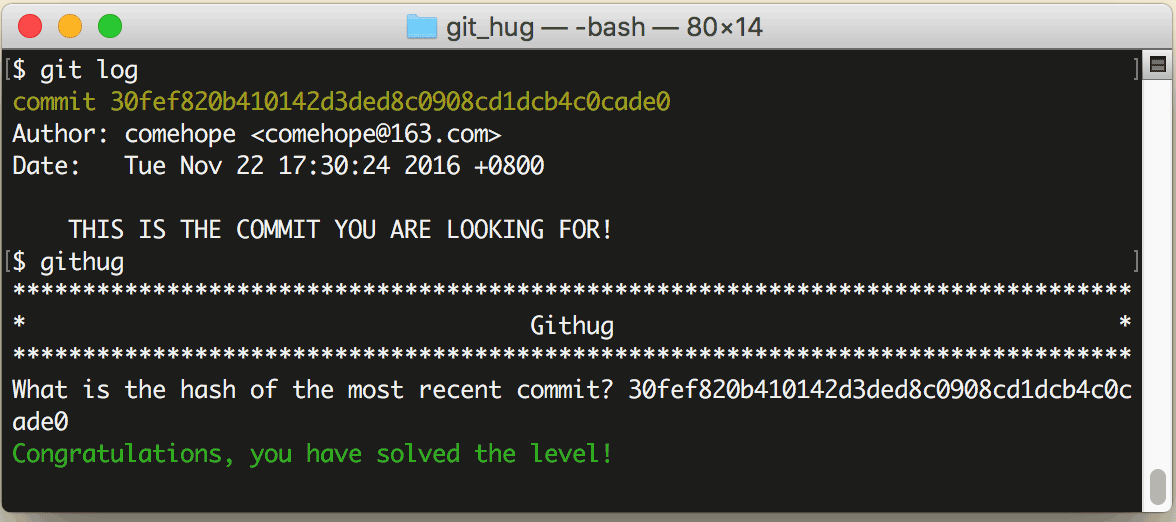 git_hug — -bash — 80×14
[$ git log ]
commit 30fef820b410142d3ded8c0908cd1dcb4c0cade0
Author: comehope <comehope@163.com>
Date:   Tue Nov 22 17:30:24 2016 +0800
    THIS IS THE COMMIT YOU ARE LOOKING FOR!
[$ githug ]
********************************************************************************
*                                    Githug                                    *
********************************************************************************
What is the hash of the most recent commit? 30fef820b410142d3ded8c0908cd1dcb4c0c
ade0
Congratulations, you have solved the level!